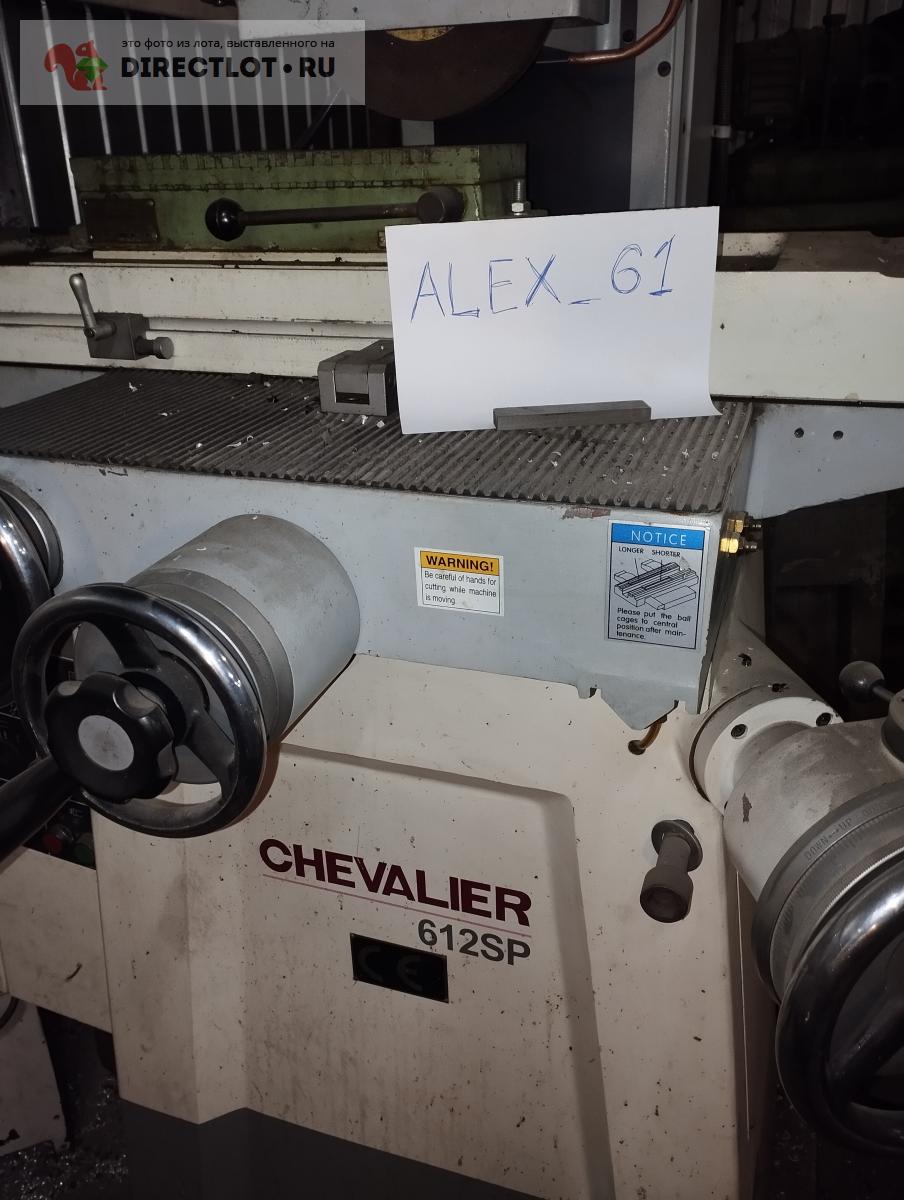 это фото из лота, выставленного на
DIRECTLOT • RU
ALEX_61
NOTICE
LONGER SHORTER
Please put the ball
cages to central
position after main-
tenance.
WARNING!
Be careful of hands for
cutting while machine
is moving.
CHEVALIER
612SP
CE